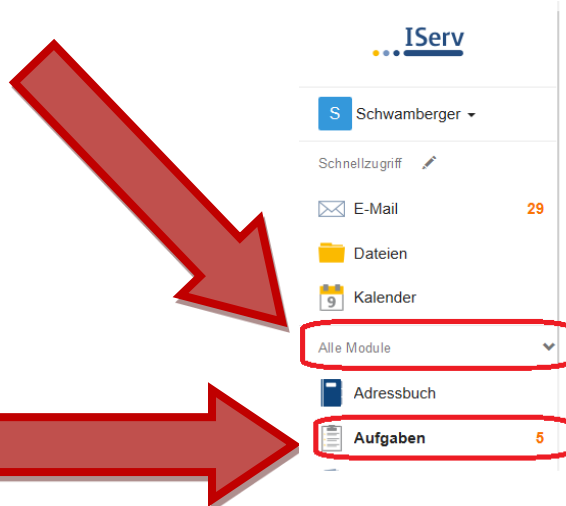 IServ
S Schwamberger
Schnellzugriff
E-Mail 29
Dateien
9 Kalender
Alle Module
Adressbuch
Aufgaben 5